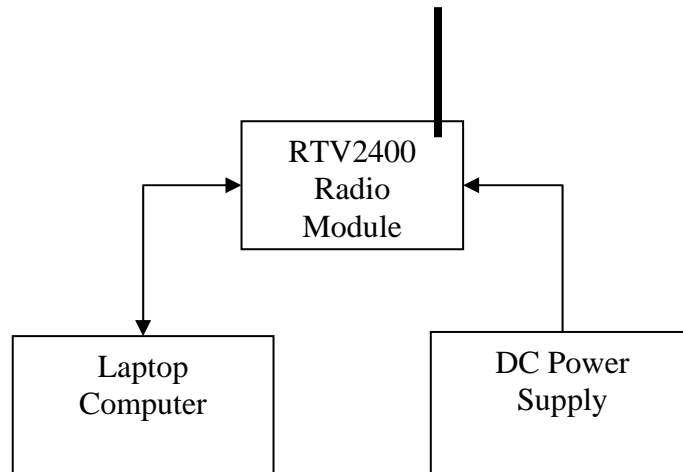 RTV2400
Radio
Module
Laptop
Computer
DC Power
Supply